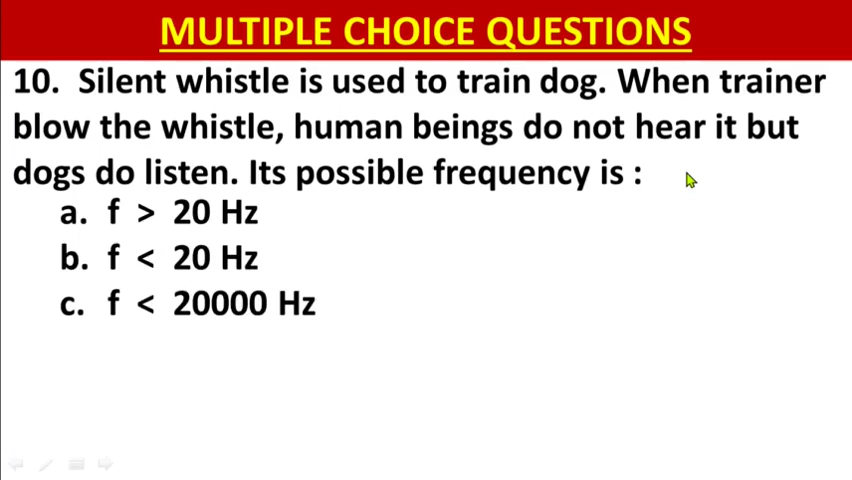 MULTIPLE CHOICE QUESTIONS
10. Silent whistle is used to train dog. When trainer
blow the whistle, human beings do not hear it but
dogs do listen. Its possible frequency is :
a. f > 20 Hz
b. f < 20 Hz
c. f < 20000 Hz